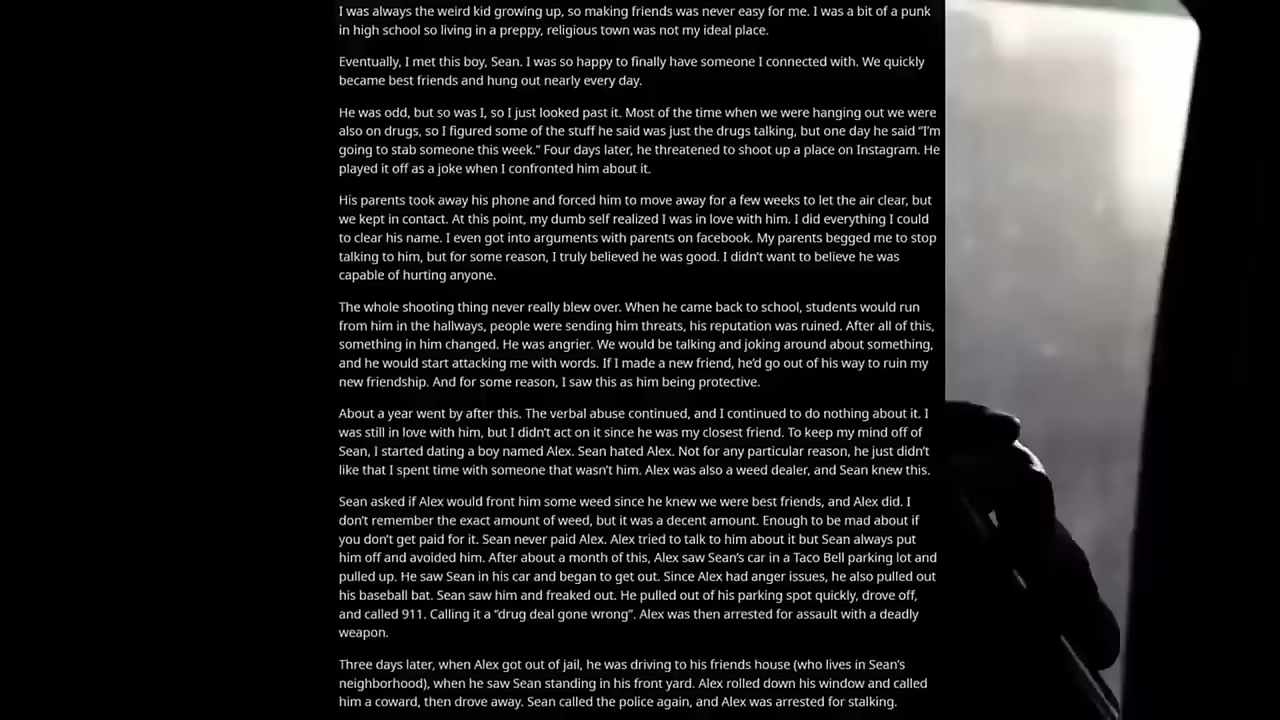 I was always the weird kid growing up, so making friends was never easy for me. I was a bit of a punk
in high school so living in a preppy, religious town was not my ideal place.
Eventually, I met this boy, Sean. I was so happy to finally have someone I connected with. We quickly
became best friends and hung out nearly every day.
He was odd, but so was I, so I just looked past it. Most of the time when we were hanging out we were
also on drugs, so I figured some of the stuff he said was just the drugs talking, but one day he said “I’m
going to stab someone this week.” Four days later, he threatened to shoot up a place on Instagram. He
played it off as a joke when I confronted him about it.
His parents took away his phone and forced him to move away for a few weeks to let the air clear, but
we kept in contact. At this point, my dumb self realized I was in love with him. I did everything I could
to clear his name. I even got into arguments with parents on facebook. My parents begged me to stop
talking to him, but for some reason, I truly believed he was good. I didn’t want to believe he was
capable of hurting anyone.
The whole shooting thing never really blew over. When he came back to school, students would run
from him in the hallways, people were sending him threats, his reputation was ruined. After all of this,
something in him changed. He was angrier. We would be talking and joking around about something,
and he would start attacking me with words. If I made a new friend, he’d go out of his way to ruin my
new friendship. And for some reason, I saw this as him being protective.
About a year went by after this. The verbal abuse continued, and I continued to do nothing about it. I
was still in love with him, but I didn’t act on it since he was my closest friend. To keep my mind off of
Sean, I started dating a boy named Alex. Sean hated Alex. Not for any particular reason, he just didn’t
like that I spent time with someone that wasn’t him. Alex was also a weed dealer, and Sean knew this.
Sean asked if Alex would front him some weed since he knew we were best friends, and Alex did. I
don’t remember the exact amount of weed, but it was a decent amount. Enough to be mad about if
you don’t get paid for it. Sean never paid Alex. Alex tried to talk to him about it but Sean always put
him off and avoided him. After about a month of this, Alex saw Sean’s car in a Taco Bell parking lot and
pulled up. He saw Sean in his car and began to get out. Since Alex had anger issues, he also pulled out
his baseball bat. Sean saw him and freaked out. He pulled out of his parking spot quickly, drove off,
and called 911. Calling it a “drug deal gone wrong”. Alex was then arrested for assault with a deadly
weapon.
Three days later, when Alex got out of jail, he was driving to his friends house (who lives in Sean’s
neighborhood), when he saw Sean standing in his front yard. Alex rolled down his window and called
him a coward, then drove away. Sean called the police again, and Alex was arrested for stalking.